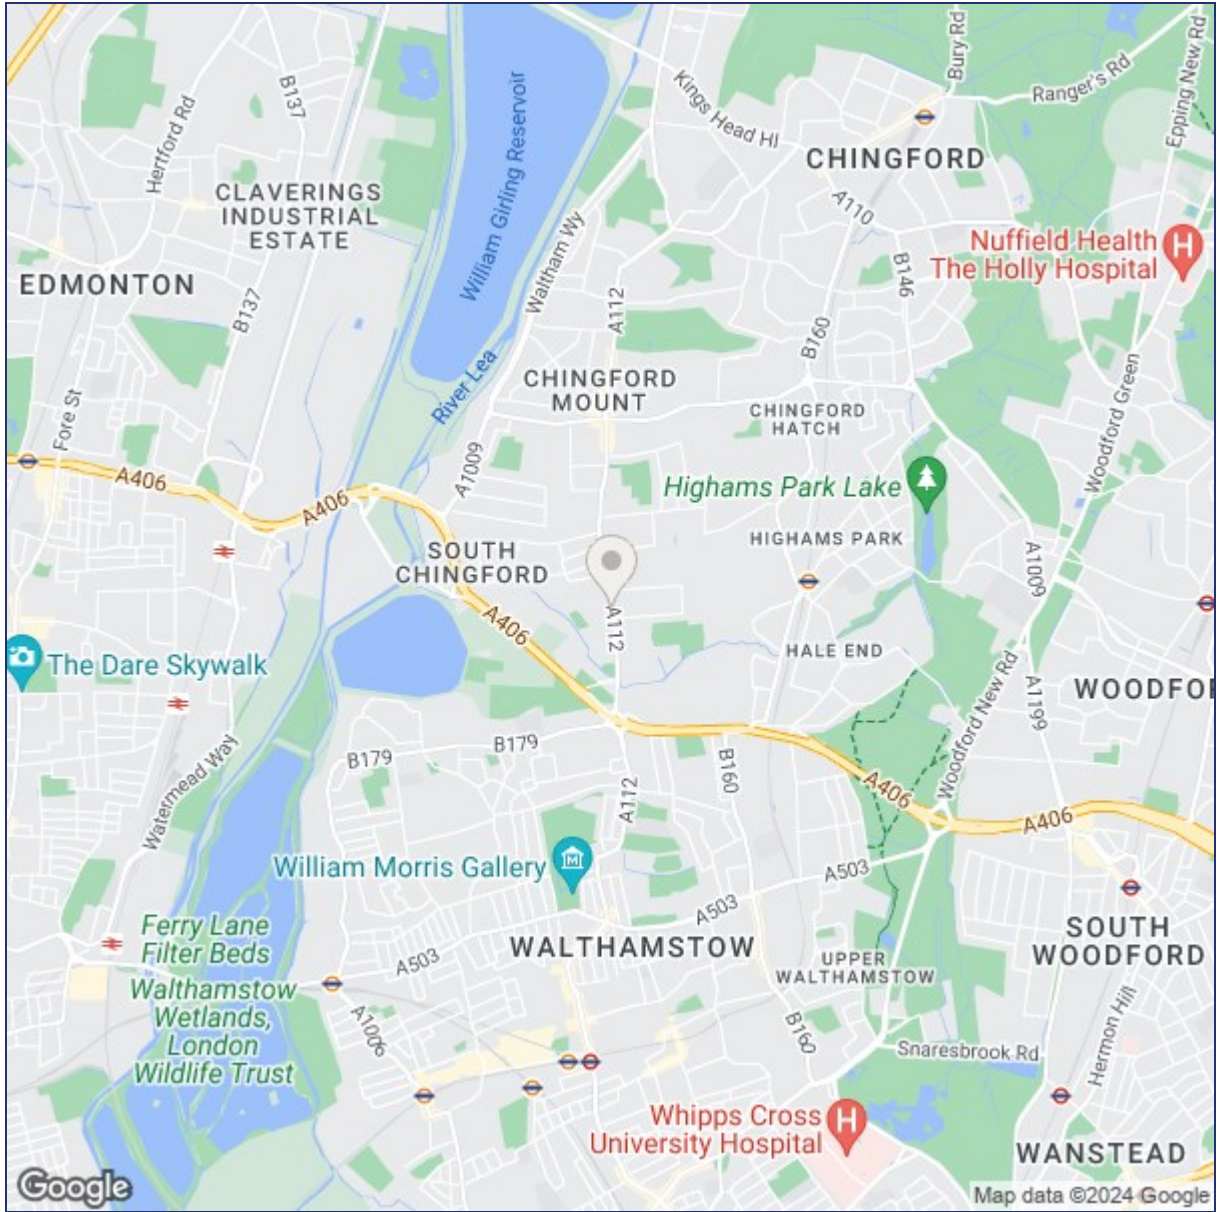 Bury Rd
Ranger's Rd
Epping New Rd
Kings Head Hl
B137
Hertford Rd
William Girling Reservoir
CHINGFORD
CLAVERINGS
INDUSTRIAL
ESTATE
A110
Waltham Wy
Nuffield Health
The Holly Hospital
H
B146
EDMONTON
B137
A112
B160
River Lea
CHINGFORD
MOUNT
Woodford Green
Fore St
CHINGFORD
HATCH
A1009
A406
Highams Park Lake
A406
HIGHAMS PARK
SOUTH
CHINGFORD
A1009
A112
A406
HALE END
The Dare Skywalk
Woodford New Rd
WOODFOR
A1199
B179
B179
B160
Watermead Way
A112
A406
A406
William Morris Gallery
M
A503
A503
Ferry Lane
Filter Beds
SOUTH
WOODFORD
WALTHAMSTOW
A503
UPPER
WALTHAMSTOW
Walthamstow
Wetlands,
London
Wildlife Trust
A1006
B160
Hermon Hill
Snaresbrook Rd
Whipps Cross
University Hospital
H
WANSTEAD
Google
Map data ©2024 Google